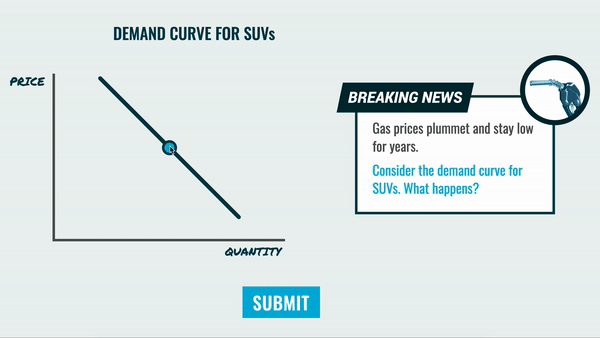 DEMAND CURVE FOR SUVs
PRICE
QUANTITY
BREAKING NEWS
Gas prices plummet and stay low
for years.
Consider the demand curve for
SUVs. What happens?
SUBMIT